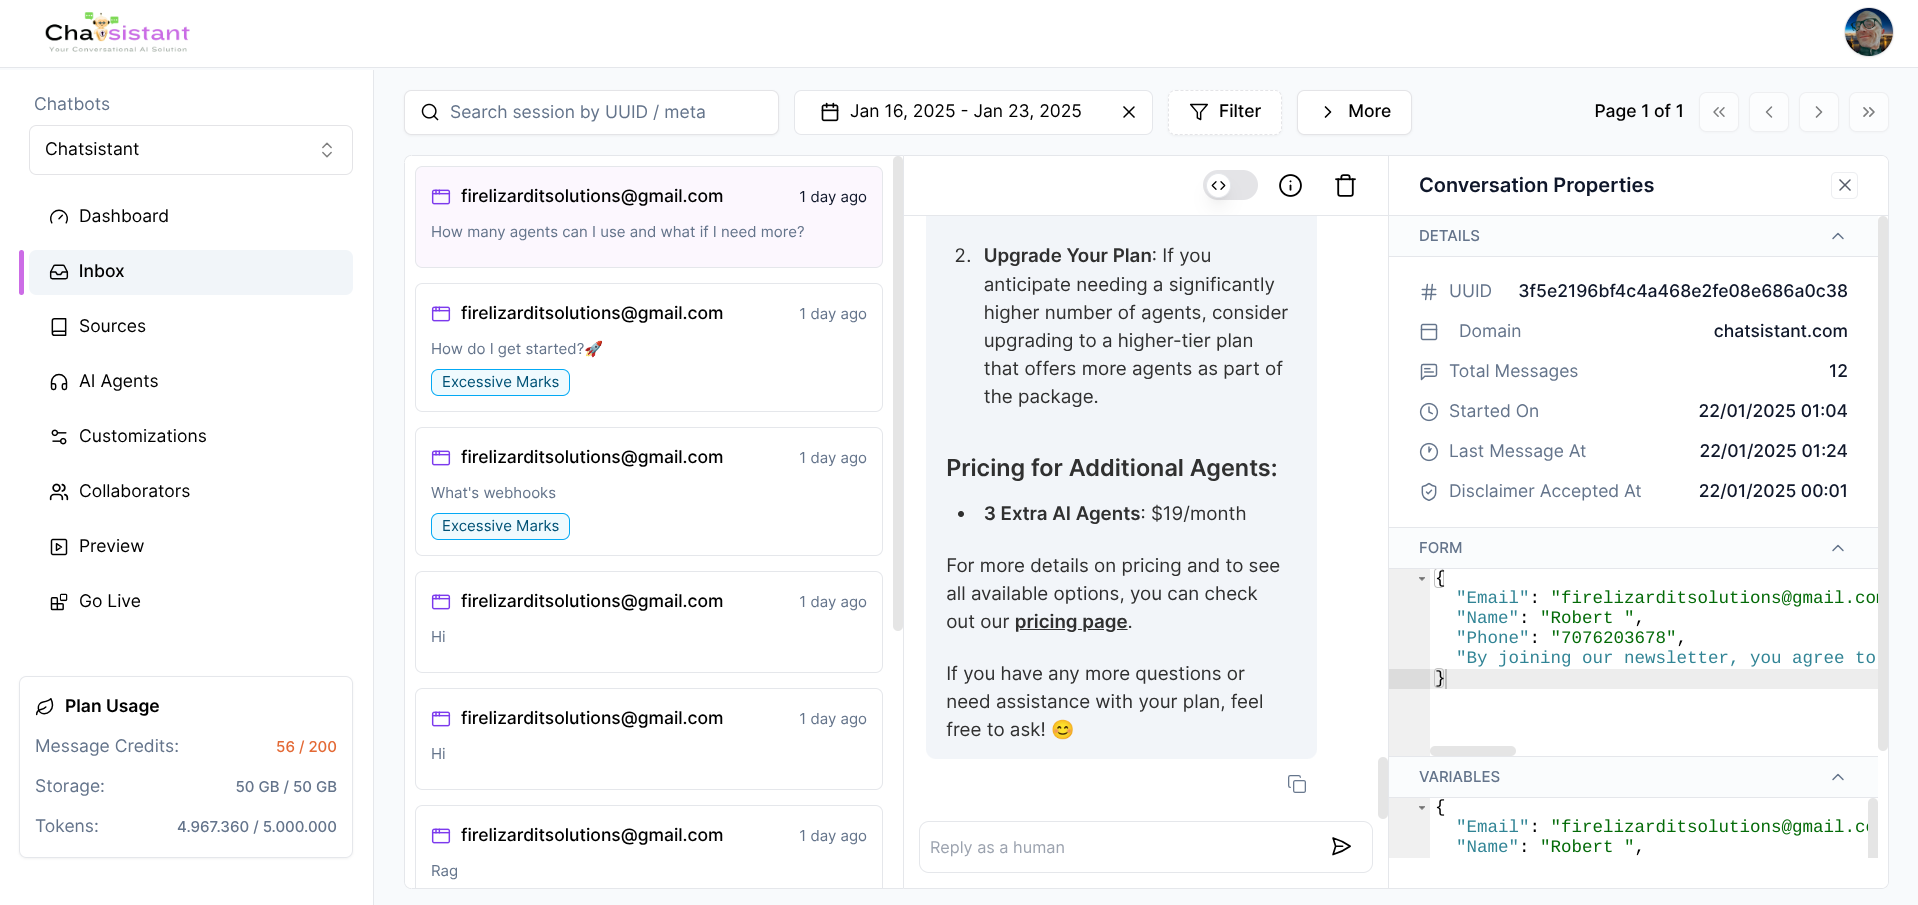 Chatsistant
Your Conversational AI Solution
Chatbots
Chatsistant
Dashboard
Inbox
Sources
AI Agents
Customizations
Collaborators
Preview
Go Live
Plan Usage
Message Credits: 56 / 200
Storage: 50 GB / 50 GB
Tokens: 4.967.360 / 5.000.000
Search session by UUID / meta
Jan 16, 2025 - Jan 23, 2025
Filter
More
Page 1 of 1
firelizarditsolutions@gmail.com 1 day ago
How many agents can I use and what if I need more?
firelizarditsolutions@gmail.com 1 day ago
How do I get started?🚀
Excessive Marks
firelizarditsolutions@gmail.com 1 day ago
What's webhooks
Excessive Marks
firelizarditsolutions@gmail.com 1 day ago
Hi
firelizarditsolutions@gmail.com 1 day ago
Hi
firelizarditsolutions@gmail.com 1 day ago
Rag
2. Upgrade Your Plan: If you
anticipate needing a significantly
higher number of agents, consider
upgrading to a higher-tier plan
that offers more agents as part of
the package.
Pricing for Additional Agents:
• 3 Extra AI Agents: $19/month
For more details on pricing and to see
all available options, you can check
out our pricing page.
If you have any more questions or
need assistance with your plan, feel
free to ask! 😊
Reply as a human
Conversation Properties
DETAILS
UUID 3f5e2196bf4c4a468e2fe08e686a0c38
Domain chatsistant.com
Total Messages 12
Started On 22/01/2025 01:04
Last Message At 22/01/2025 01:24
Disclaimer Accepted At 22/01/2025 00:01
FORM
{
"Email": "firelizarditsolutions@gmail.co
"Name": "Robert ",
"Phone": "7076203678",
"By joining our newsletter, you agree to
}
VARIABLES
{
"Email": "firelizarditsolutions@gmail.c
"Name": "Robert ",